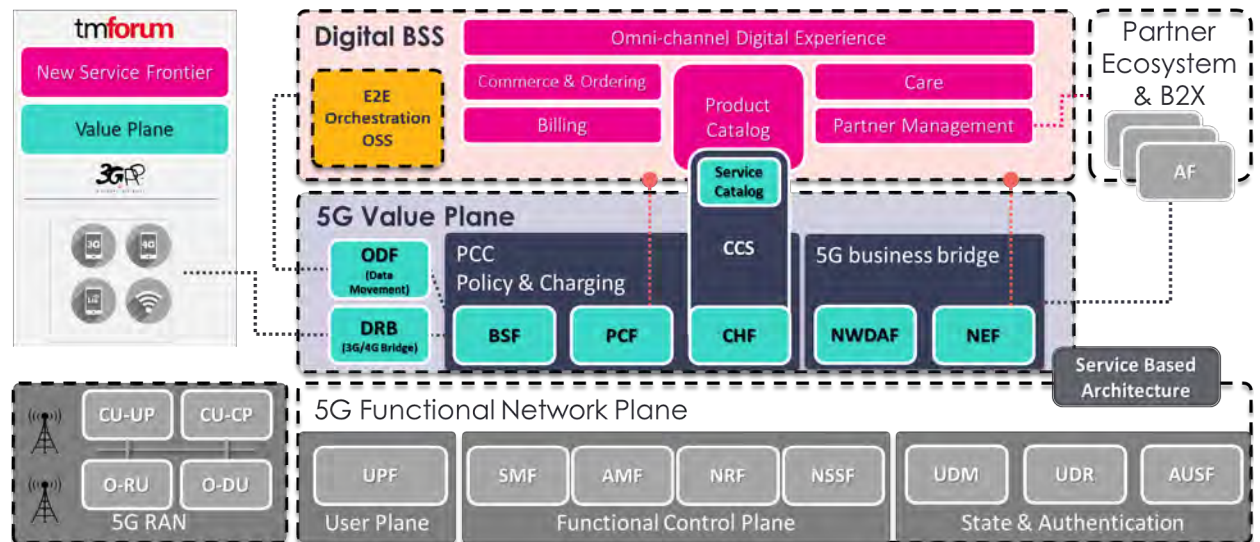 tmforum
New Service Frontier
Value Plane
3GPP
3G
4G
LTE
Digital BSS
Omni-channel Digital Experience
E2E
Orchestration
OSS
Commerce & Ordering
Billing
Product
Catalog
Care
Partner Management
Partner
Ecosystem
& B2X
AF
Service
Catalog
5G Value Plane
ODF
(Data
Movement)
DRB
(3G/4G Bridge)
PCC
Policy & Charging
CCS
5G business bridge
BSF
PCF
CHF
NWDAF
NEF
Service Based
Architecture
CU-UP
CU-CP
O-RU
O-DU
5G RAN
5G Functional Network Plane
UPF
SMF
AMF
NRF
NSSF
UDM
UDR
AUSF
User Plane
Functional Control Plane
State & Authentication